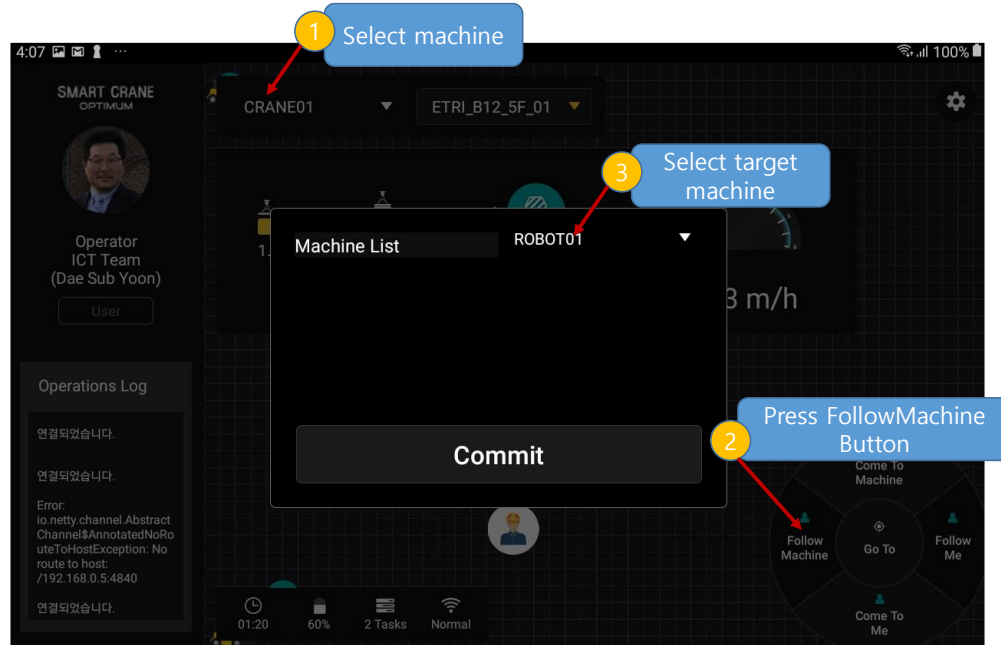 1
Select machine
4:07
100%
SMART CRANE
OPTIMUM
CRANE01
ETRI_B12_5F_01
3
Select target
machine
Operator
ICT Team
(Dae Sub Yoon)
User
1.
Machine List
ROBOT01
3 m/h
Operations Log
연결되었습니다.
연결되었습니다.
Error:
io.netty.channel.Abstract
Channel$AnnotatedNoRo
uteToHostException: No
route to host:
/192.168.0.5:4840
연결되었습니다.
Commit
2
Press FollowMachine
Button
Come To
Machine
Follow
Machine
Go To
Follow
Me
Come To
Me
01:20
60%
2 Tasks
Normal